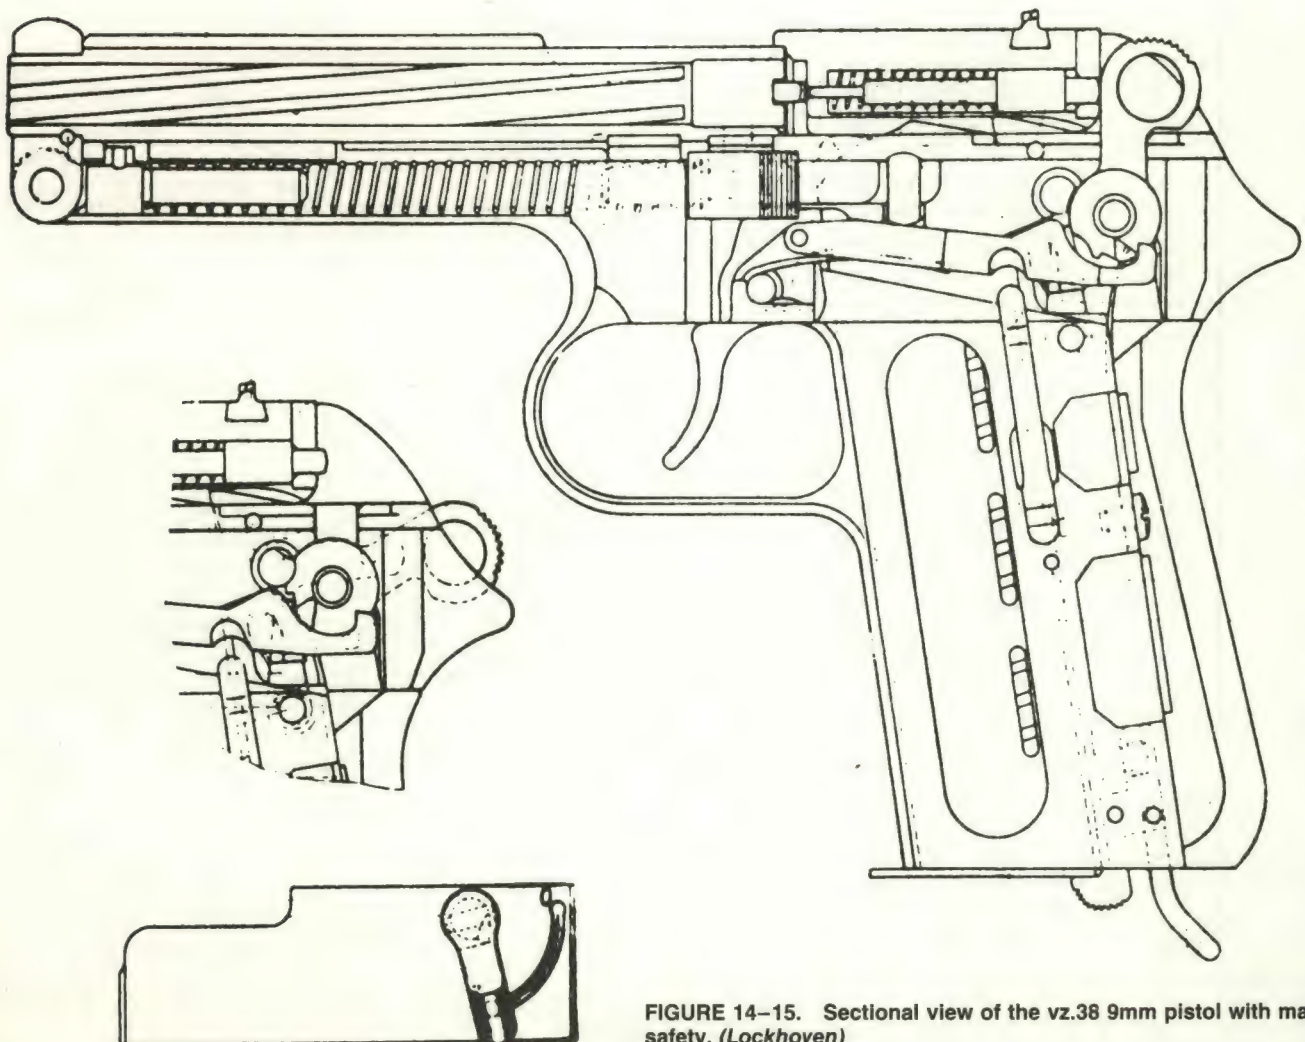 FIGURE 14–15. Sectional view of the vz.38 9mm pistol with ma
safety. (Lockhoven)